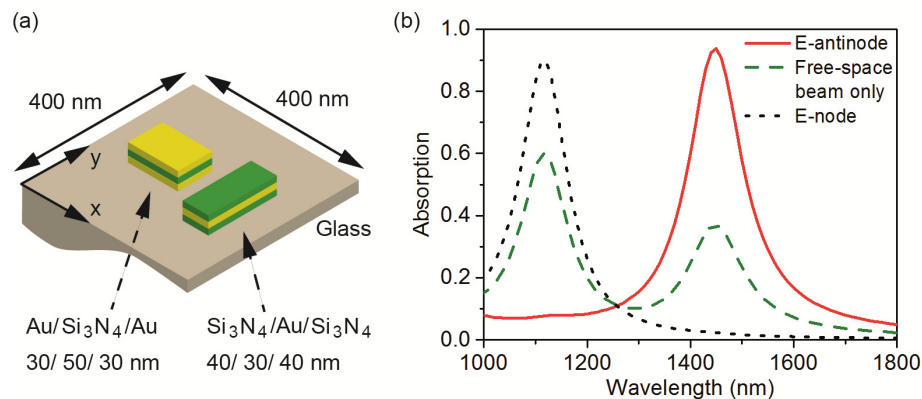 (a)
400 nm
400 nm
y
x
Glass
Au/Si₃N₄/Au
30/ 50/ 30 nm
Si₃N₄/Au/Si₃N₄
40/ 30/ 40 nm
(b)
Absorption
1.0
0.8
0.6
0.4
0.2
0.0
E-antinode
Free-space
beam only
E-node
1000 1200 1400 1600 1800
Wavelength (nm)